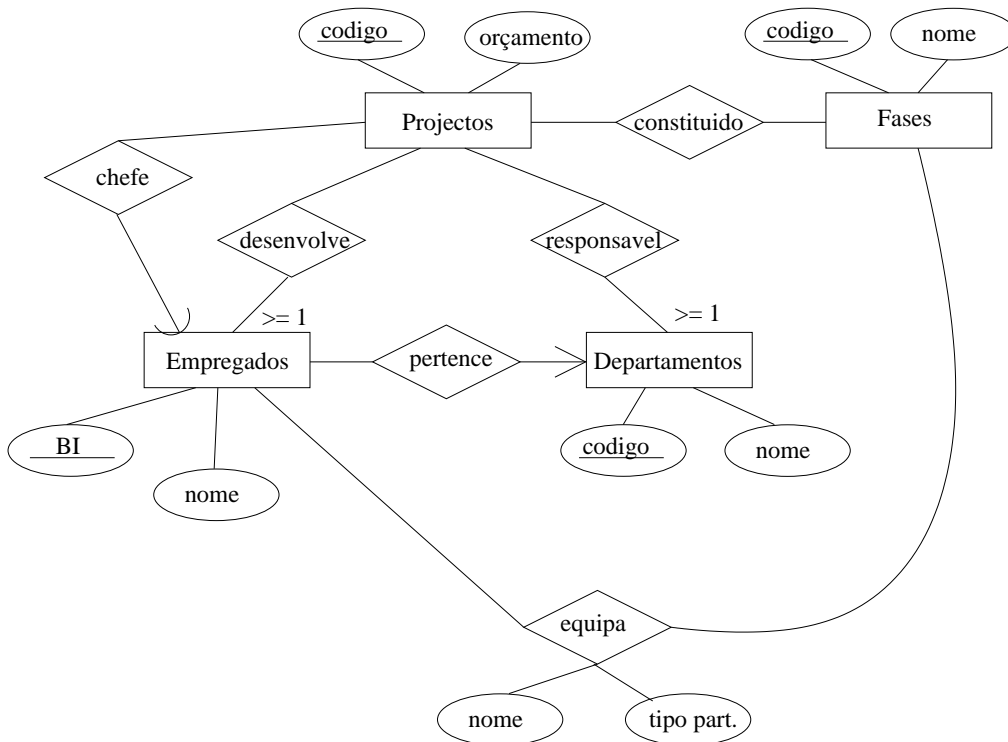 codigo
orçamento
codigo
nome
Projectos
constituido
Fases
chefe
desenvolve
responsavel
>= 1
>= 1
Empregados
pertence
Departamentos
BI
nome
codigo
nome
equipa
nome
tipo part.